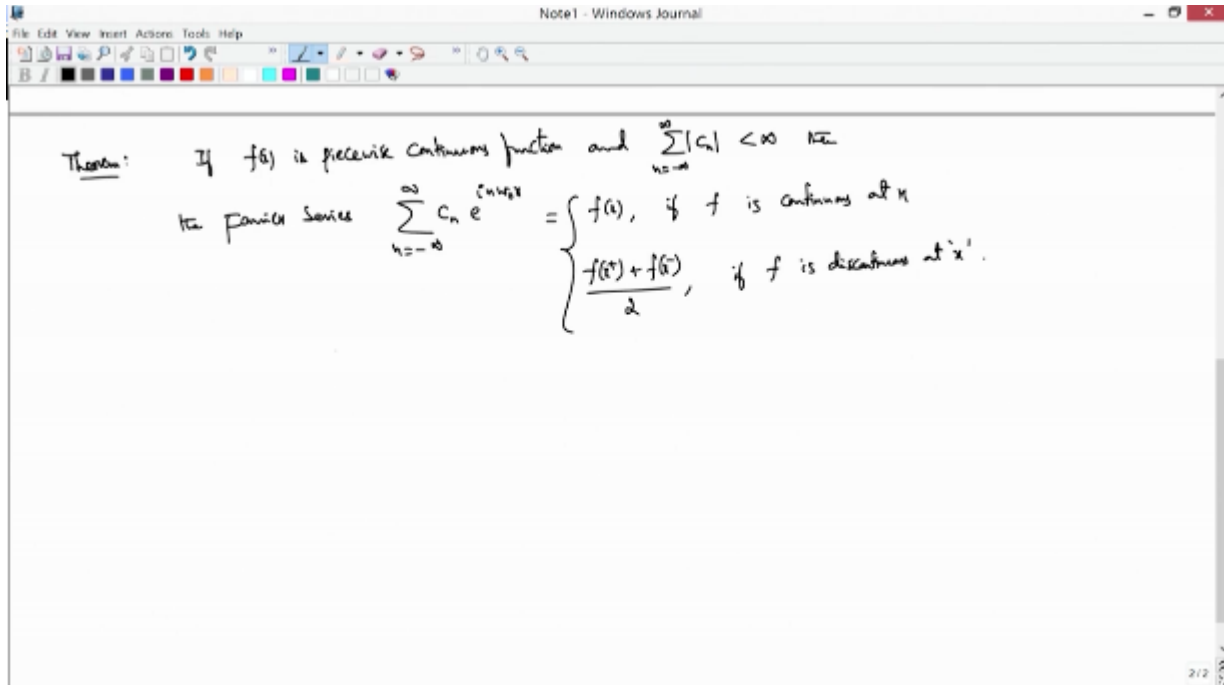 Note1 - Windows Journal
File Edit View Insert Actions Tools Help
B I
Theorem: If f(x) is piecewise continuous function and ∑_{n=-∞}^{∞} |c_n| < ∞ then
the Fourier Series ∑_{n=-∞}^{∞} c_n e^{inω_0x} = { f(x), if f is continuous at x
(f(x⁺) + f(x⁻))/2, if f is discontinuous at 'x'.
2/2